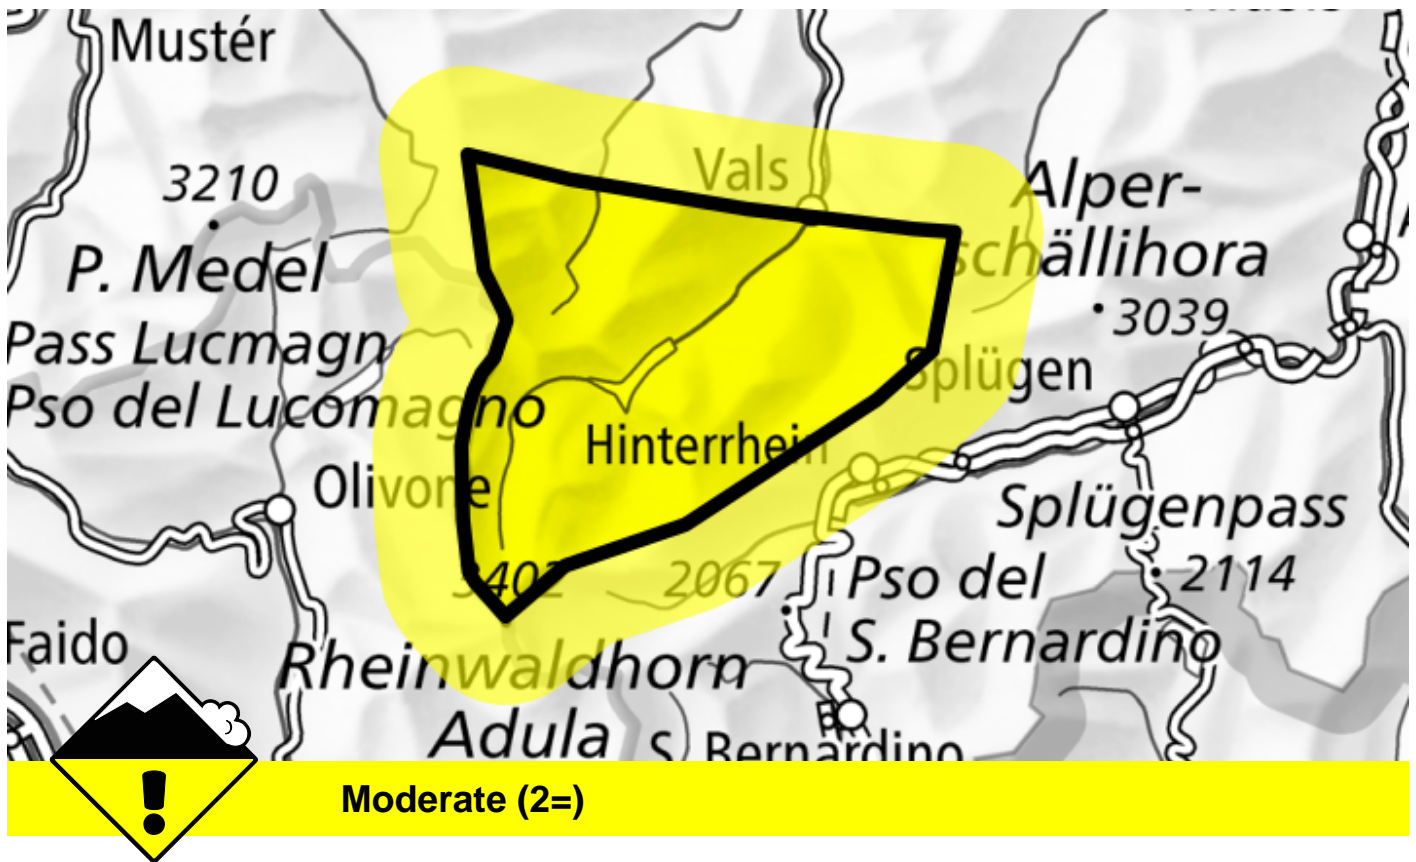 Mustér
Vals
3210
P. Medel
Alper-
schällihora
3039
Pass Lucmagn
Pso del Lucomagno
Splügen
Hinterrhein
Olivone
Splügenpass
2114
3402
2067
Pso del
S. Bernardino
Faido
Rheinwaldhorn
Adula
S. Bernardino
!
Moderate (2=)